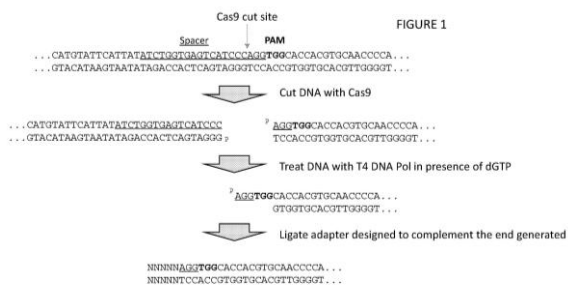 Cas9 cut site
FIGURE 1
Spacer PAM
...CATGTATTCATTATATCTGGTGAGTCATCCCAGGTGGCACCACGTGCAACCCCA...
...GTACATAAGTAATATAGACCACTCAGTAGGGTCCACCGTGGTGCACGTTGGGGT...
Cut DNA with Cas9
...CATGTATTCATTATATCTGGTGAGTCATCCC P AGGTGGCACCACGTGCAACCCCA...
...GTACATAAGTAATATAGACCACTCAGTAGGG P TCCACCGTGGTGCACGTTGGGGT...
Treat DNA with T4 DNA Pol in presence of dGTP
P AGGTGGCACCACGTGCAACCCCA...
GTGGTGCACGTTGGGGT...
Ligate adapter designed to complement the end generated
NNNNNAGGTGGCACCACGTGCAACCCCA...
NNNNNTCCACCGTGGTGCACGTTGGGGT...